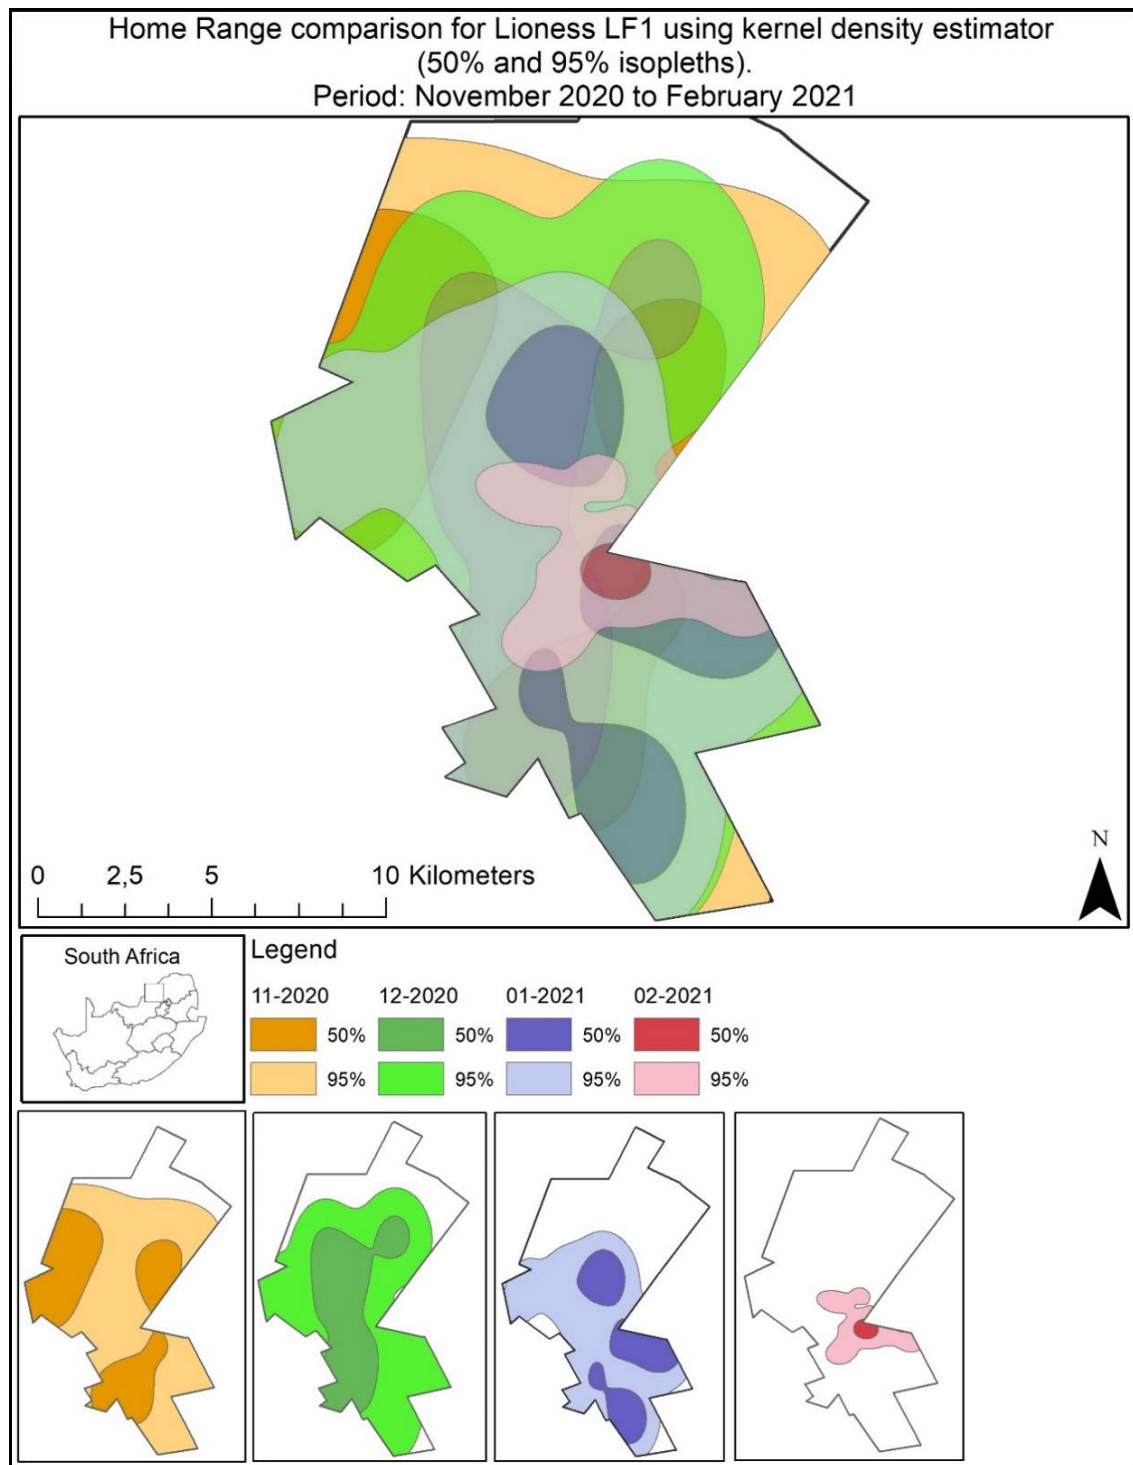 Home Range comparison for Lioness LF1 using kernel density estimator
(50% and 95% isopleths).
Period: November 2020 to February 2021
N
0 2,5 5 10 Kilometers
South Africa
Legend
11-2020 12-2020 01-2021 02-2021
50% 50% 50% 50%
95% 95% 95% 95%